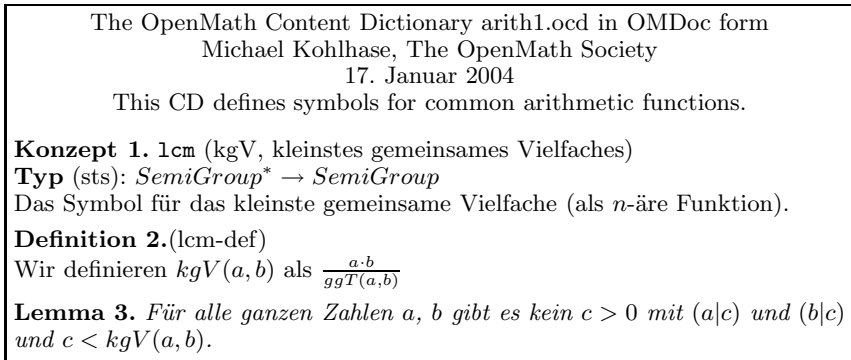 The OpenMath Content Dictionary arith1.ocd in OMDoc form
Michael Kohlhase, The OpenMath Society
17. Januar 2004
This CD defines symbols for common arithmetic functions.
Konzept 1. lcm (kgV, kleinstes gemeinsames Vielfaches)
Typ (sts): SemiGroup* → SemiGroup
Das Symbol für das kleinste gemeinsame Vielfache (als n-äre Funktion).
Definition 2.(lcm-def)
Wir definieren kgV(a, b) als \frac{a·b}{ggT(a,b)}
Lemma 3. Für alle ganzen Zahlen a, b gibt es kein c > 0 mit (a|c) und (b|c)
und c < kgV(a, b).